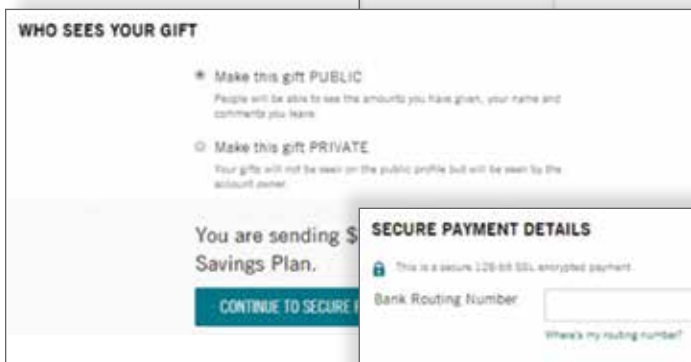 WHO SEES YOUR GIFT
Make this gift PUBLIC
People will be able to see the amounts you have given, your name and
comments you leave.
Make this gift PRIVATE
Your gifts will not be seen on the public profile but will be seen by the
account owner.
You are sending $
Savings Plan.
CONTINUE TO SECURE
SECURE PAYMENT DETAILS
This is a secure 128-bit SSL encrypted payment
Bank Routing Number
Where's my routing number?